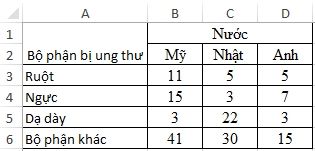 A B C D
1 Nước
2 Bộ phận bị ung thư Mỹ Nhật Anh
3 Ruột 11 5 5
4 Ngực 15 3 7
5 Dạ dày 3 22 3
6 Bộ phận khác 41 30 15